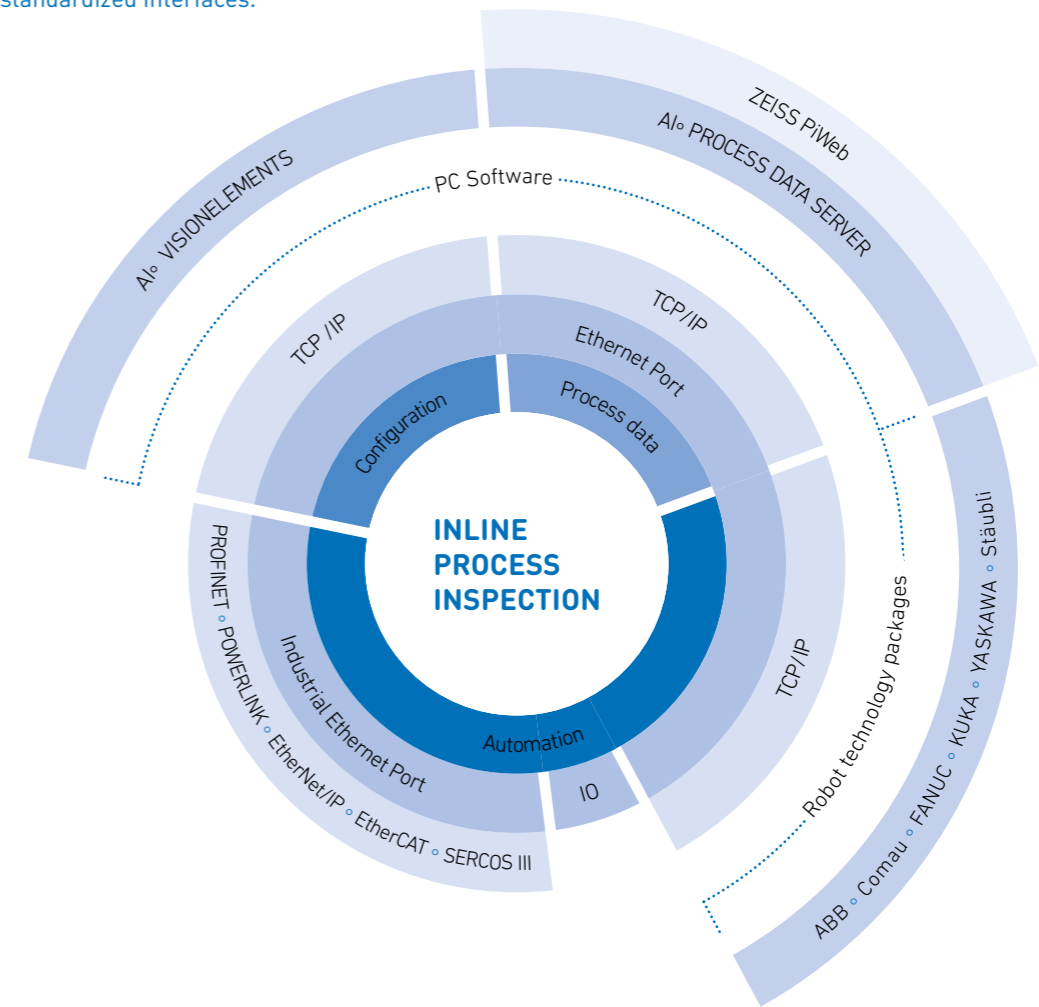 standardized interfaces.
ZEISS PiWeb
AI° PROCESS DATA SERVER
AI° VISIONELEMENTS
PC Software
TCP /IP
TCP/IP
Ethernet Port
Configuration
Process data
INLINE
PROCESS
INSPECTION
PROFINET ∘ POWERLINK ∘ EtherNet/IP ∘ EtherCAT ∘ SERCOS III
Industrial Ethernet Port
Automation
IO
TCP/IP
Robot technology packages
ABB ∘ Comau ∘ FANUC ∘ KUKA ∘ YASKAWA ∘ Stäubli